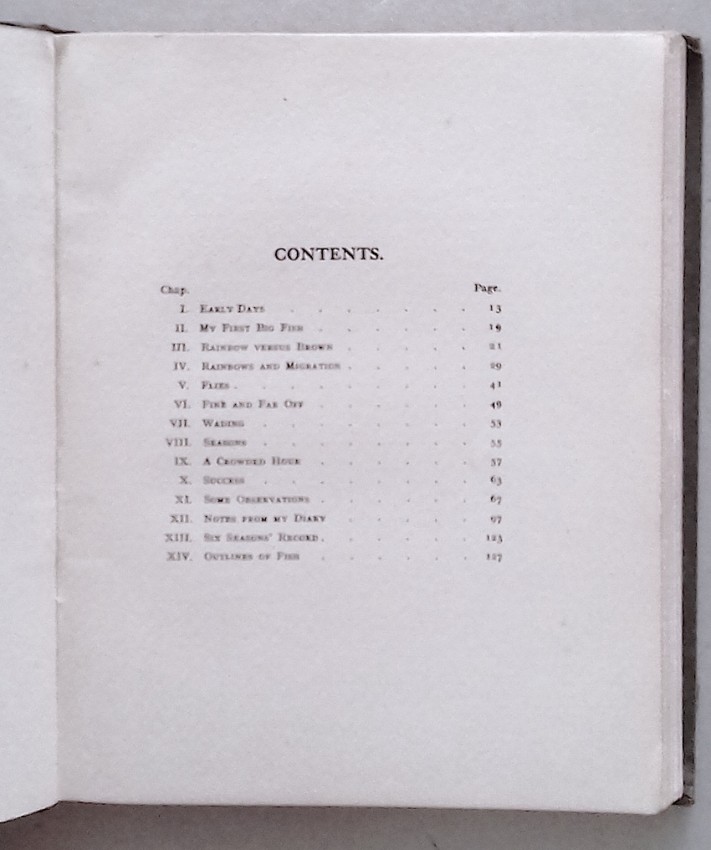 CONTENTS.
Chap. Page.
I. Early Days . . . . . . . 13
II. My First Big Fish . . . . . . 19
III. Rainbow versus Brown . . . . . 21
IV. Rainbows and Migration . . . . . 29
V. Flies . . . . . . . . . 41
VI. Fine and Far Off . . . . . . 49
VII. Wading . . . . . . . . 53
VIII. Seasons . . . . . . . . 55
IX. A Crowded Hour . . . . . . 57
X. Success . . . . . . . . 63
XI. Some Observations . . . . . . 67
XII. Notes from my Diary . . . . . 97
XIII. Six Seasons' Record . . . . . . 123
XIV. Outlines of Fish . . . . . . 127